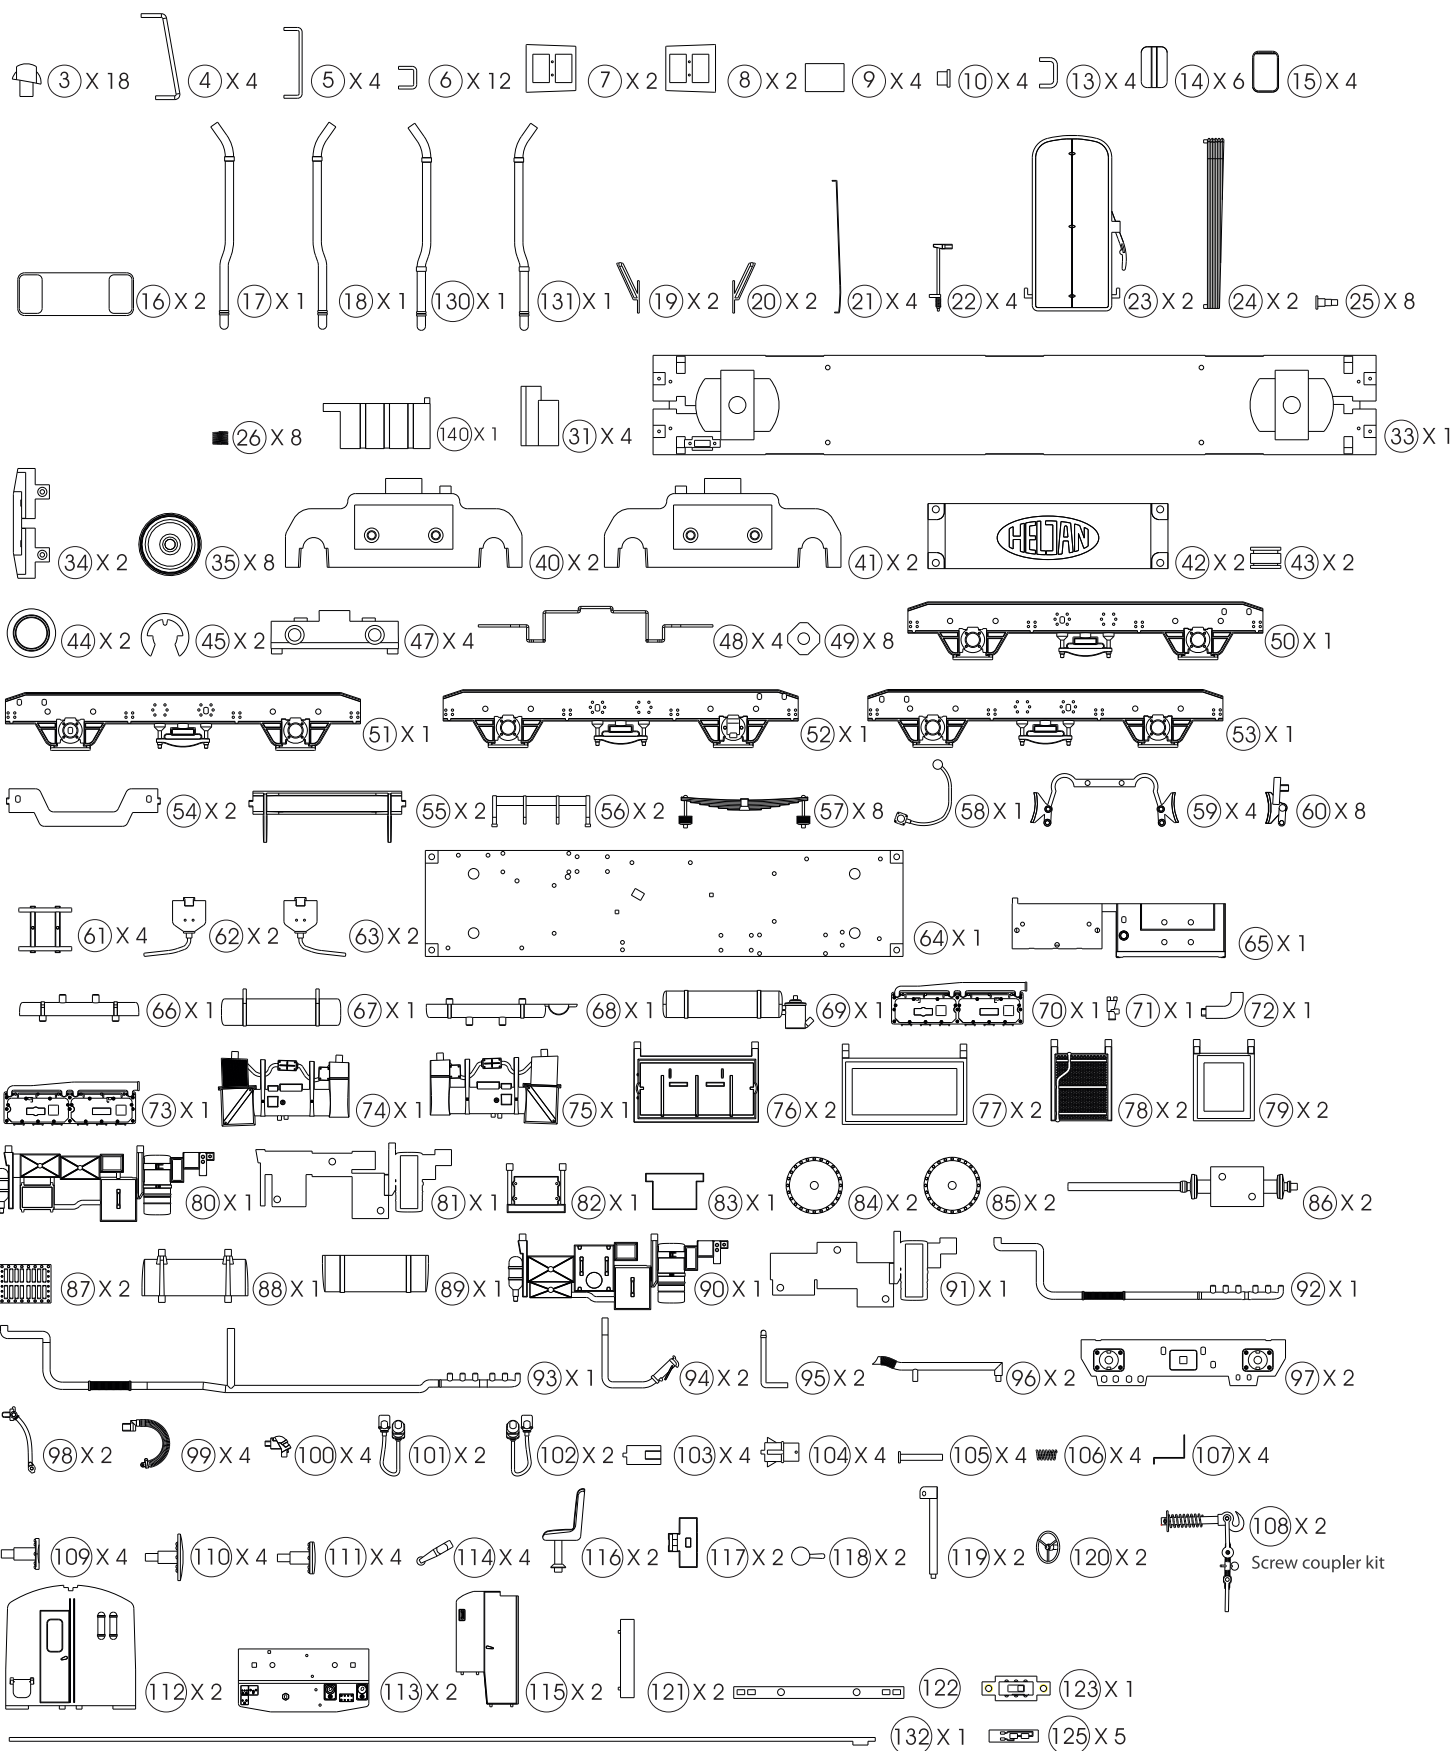 3 X 18 4 X 4 5 X 4 6 X 12 7 X 2 8 X 2 9 X 4 10 X 4 13 X 4 14 X 6 15 X 4
16 X 2 17 X 1 18 X 1 130 X 1 131 X 1 19 X 2 20 X 2 21 X 4 22 X 4 23 X 2 24 X 2 25 X 8
26 X 8 140 X 1 31 X 4 33 X 1
34 X 2 35 X 8 40 X 2 41 X 2 HELJAN 42 X 2 43 X 2
44 X 2 45 X 2 47 X 4 48 X 4 49 X 8 50 X 1
51 X 1 52 X 1 53 X 1
54 X 2 55 X 2 56 X 2 57 X 8 58 X 1 59 X 4 60 X 8
61 X 4 62 X 2 63 X 2 64 X 1 65 X 1
66 X 1 67 X 1 68 X 1 69 X 1 70 X 1 71 X 1 72 X 1
73 X 1 74 X 1 75 X 1 76 X 2 77 X 2 78 X 2 79 X 2
80 X 1 81 X 1 82 X 1 83 X 1 84 X 2 85 X 2 86 X 2
87 X 2 88 X 1 89 X 1 90 X 1 91 X 1 92 X 1
93 X 1 94 X 2 95 X 2 96 X 2 97 X 2
98 X 2 99 X 4 100 X 4 101 X 2 102 X 2 103 X 4 104 X 4 105 X 4 106 X 4 107 X 4
109 X 4 110 X 4 111 X 4 114 X 4 116 X 2 117 X 2 118 X 2 119 X 2 120 X 2 108 X 2
Screw coupler kit
112 X 2 113 X 2 115 X 2 121 X 2 122 123 X 1
132 X 1 125 X 5